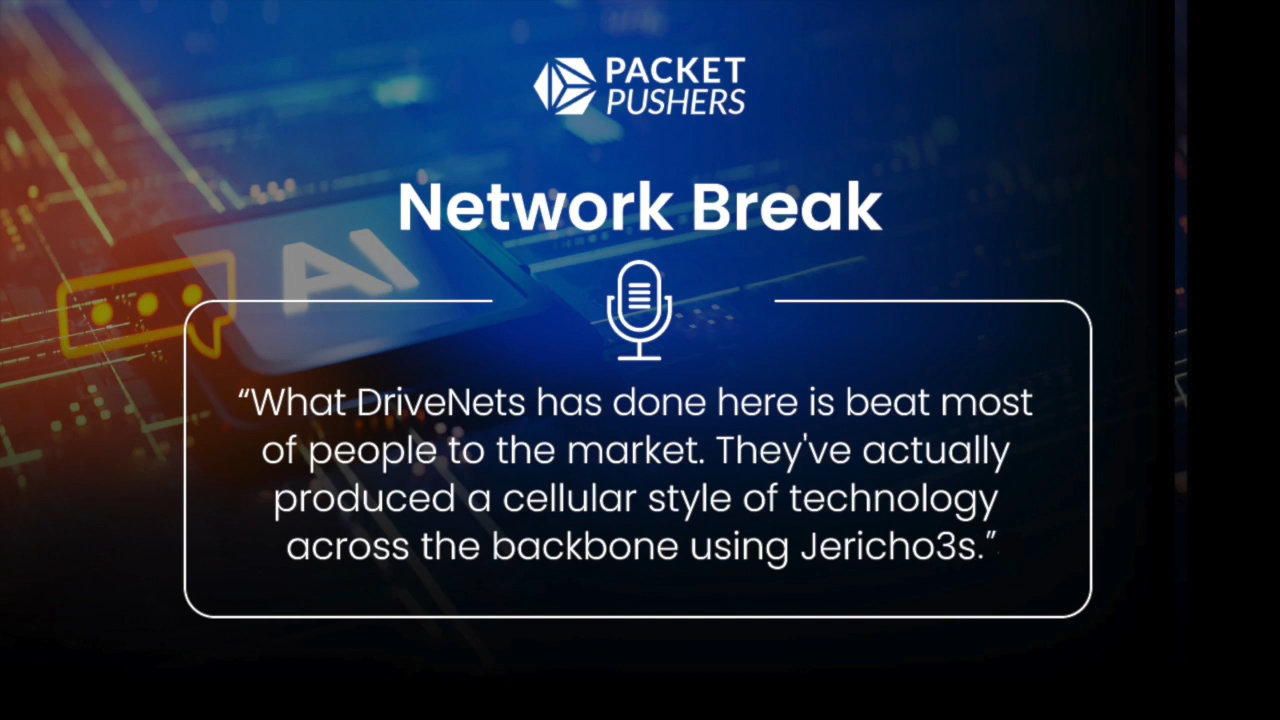 PACKET
PUSHERS
Network Break
AI
“What DriveNets has done here is beat most
of people to the market. They've actually
produced a cellular style of technology
across the backbone using Jericho3s.”